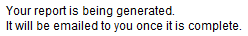 Your report is being generated.
It will be emailed to you once it is complete.